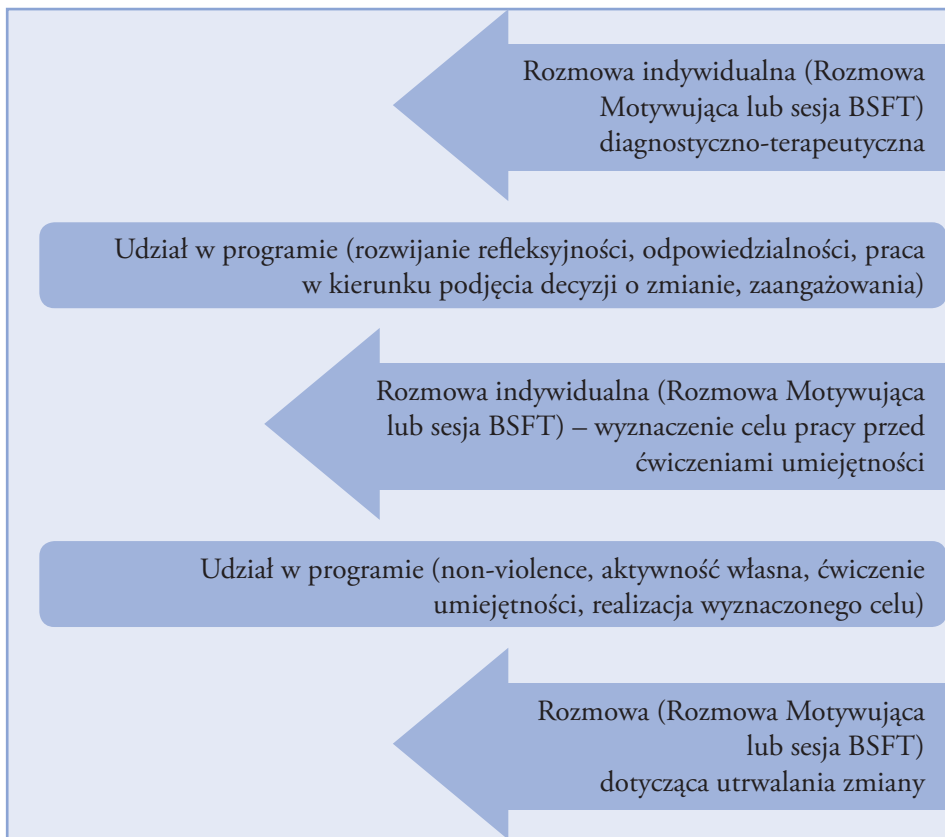 Rozmowa indywidualna (Rozmowa
Motywująca lub sesja BSFT)
diagnostyczno-terapeutyczna
Udział w programie (rozwijanie refleksyjności, odpowiedzialności, praca
w kierunku podjęcia decyzji o zmianie, zaangażowania)
Rozmowa indywidualna (Rozmowa Motywująca
lub sesja BSFT) – wyznaczenie celu pracy przed
ćwiczeniami umiejętności
Udział w programie (non-violence, aktywność własna, ćwiczenie
umiejętności, realizacja wyznaczonego celu)
Rozmowa (Rozmowa Motywująca
lub sesja BSFT)
dotycząca utrwalania zmiany